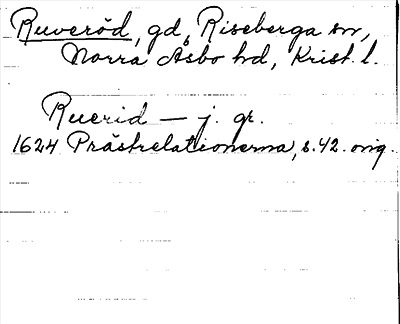 Ruveröd, gd, Riseberga sn,
Norra Åsbo hd, Krist. l.
Ruerid — j. gr.
1624 Prästrelationerna, s. 42. orig.